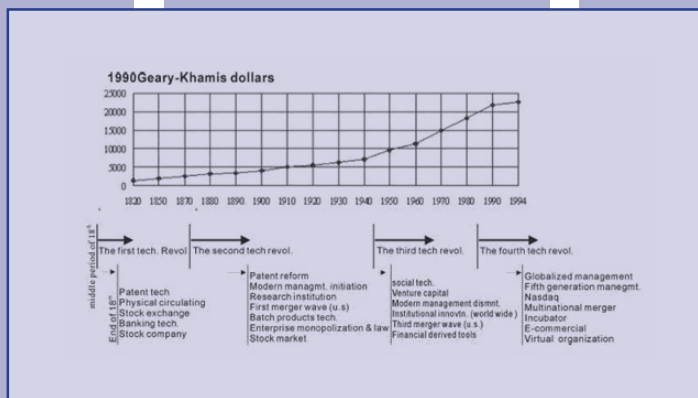 1990Geary-Khamis dollars
25000
20000
15000
10000
5000
0
1820 1850 1870 1880 1890 1900 1910 1920 1930 1940 1950 1960 1970 1980 1990 1994
middle period of 18th
The first tech. Revol
The second tech revol.
The third tech revol.
The fourth tech revol.
End of 18th
Patent tech
Physical circulating
Stock exchange
Banking tech.
Stock company
Patent reform
Modern managmt. initiation
Research institution
First merger wave (u.s)
Batch products tech.
Enterprise monopolization & law
Stock market
social tech.
Venture capital
Modern management dismnt.
Institutional innovtn. (world wide )
Third merger wave (u.s.)
Financial derived tools
Globalized management
Fifth generation manegmt.
Nasdaq
Multinational merger
Incubator
E-commercial
Virtual organization